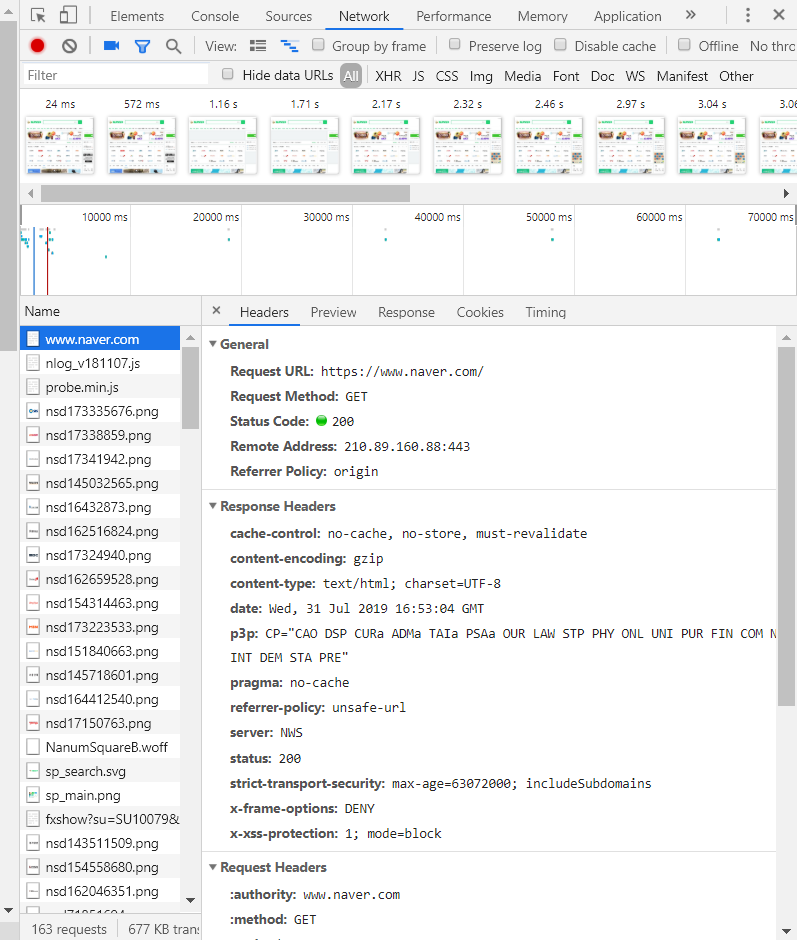 Elements Console Sources Network Performance Memory Application »
View: Group by frame Preserve log Disable cache Offline No thro
Filter Hide data URLs All XHR JS CSS Img Media Font Doc WS Manifest Other
24 ms 572 ms 1.16 s 1.71 s 2.17 s 2.32 s 2.46 s 2.97 s 3.04 s 3.06
10000 ms 20000 ms 30000 ms 40000 ms 50000 ms 60000 ms 70000 ms
Name
× Headers Preview Response Cookies Timing
www.naver.com
nlog_v181107.js
probe.min.js
nsd173335676.png
nsd17338859.png
nsd17341942.png
nsd145032565.png
nsd16432873.png
nsd162516824.png
nsd17324940.png
nsd162659528.png
nsd154314463.png
nsd173223533.png
nsd151840663.png
nsd145718601.png
nsd164412540.png
nsd17150763.png
NanumSquareB.woff
sp_search.svg
sp_main.png
fxshow?su=SU10079&
nsd143511509.png
nsd154558680.png
nsd162046351.png
163 requests 677 KB trans
General
Request URL: https://www.naver.com/
Request Method: GET
Status Code: 200
Remote Address: 210.89.160.88:443
Referrer Policy: origin
Response Headers
cache-control: no-cache, no-store, must-revalidate
content-encoding: gzip
content-type: text/html; charset=UTF-8
date: Wed, 31 Jul 2019 16:53:04 GMT
p3p: CP="CAO DSP CURa ADMa TAIa PSAa OUR LAW STP PHY ONL UNI PUR FIN COM N
INT DEM STA PRE"
pragma: no-cache
referrer-policy: unsafe-url
server: NWS
status: 200
strict-transport-security: max-age=63072000; includeSubdomains
x-frame-options: DENY
x-xss-protection: 1; mode=block
Request Headers
:authority: www.naver.com
:method: GET